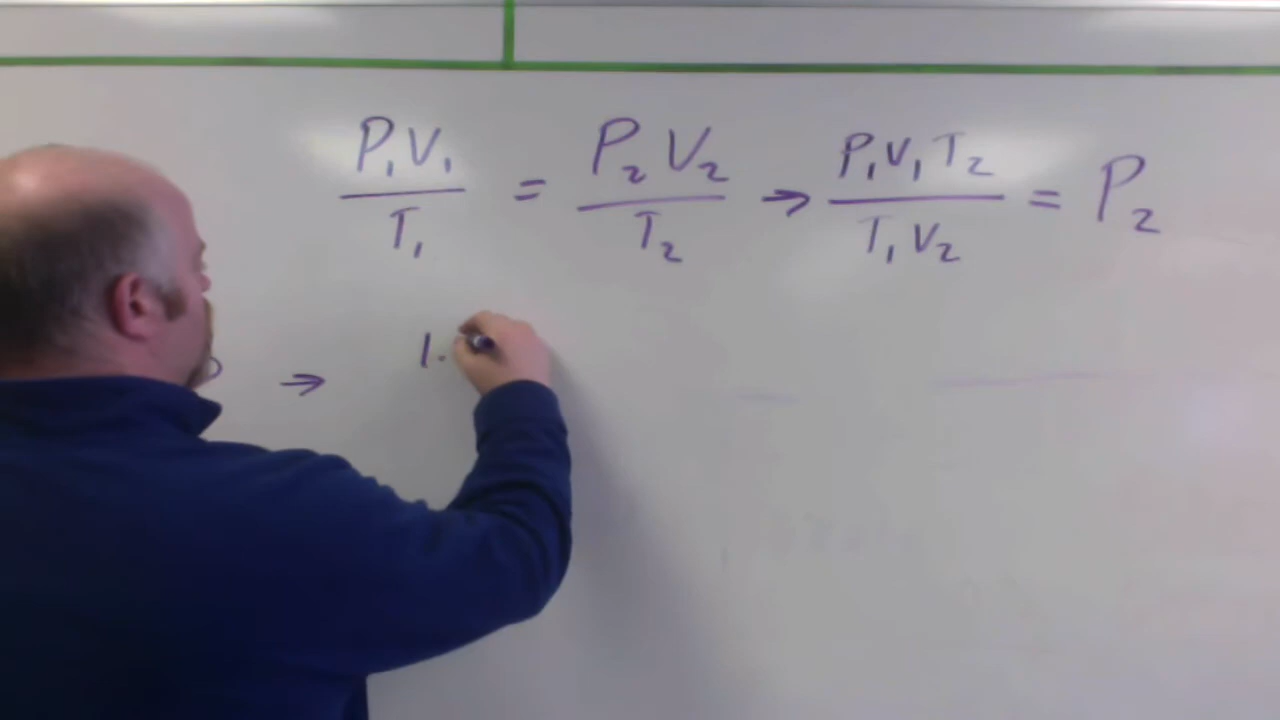 P₁V₁/T₁ = P₂V₂/T₂ → P₁V₁T₂/T₁V₂ = P₂
→ 1.